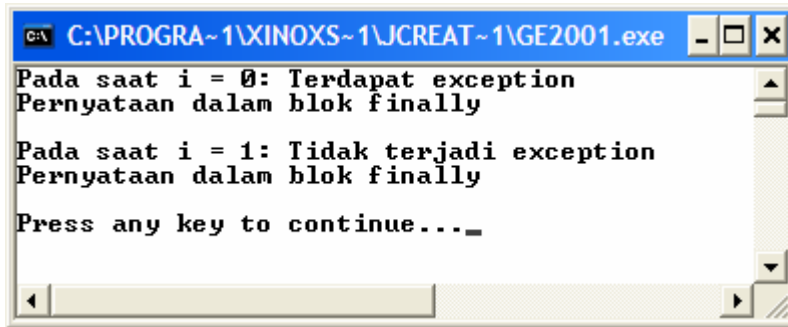 C:\PROGRA~1\XINOXS~1\JCREAT~1\GE2001.exe
Pada saat i = 0: Terdapat exception
Pernyataan dalam blok finally
Pada saat i = 1: Tidak terjadi exception
Pernyataan dalam blok finally
Press any key to continue..._